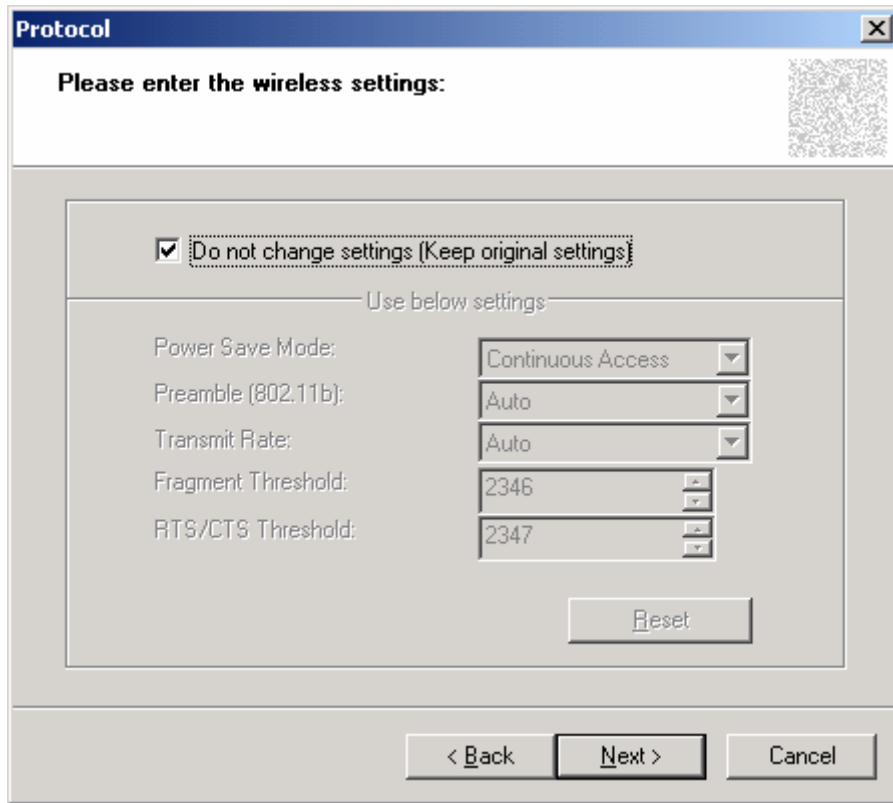 Protocol
Please enter the wireless settings:
Do not change settings (Keep original settings)
Use below settings
Power Save Mode: Continuous Access
Preamble (802.11b): Auto
Transmit Rate: Auto
Fragment Threshold: 2346
RTS/CTS Threshold: 2347
Reset
< Back Next > Cancel